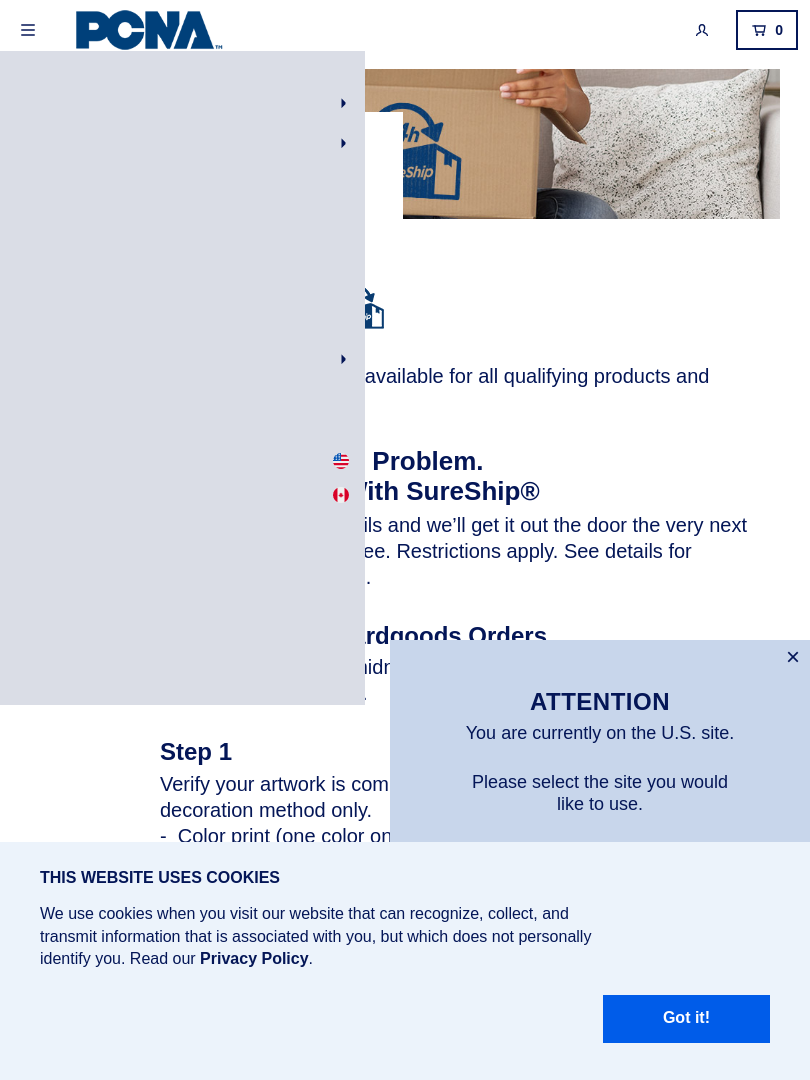 PCNA™
0
4h
eShip
available for all qualifying products and
Problem.
ith SureShip®
ils and we'll get it out the door the very next
ee. Restrictions apply. See details for
.
ardgoods Orders
midn
.
Step 1
Verify your artwork is com
decoration method only.
- Color print (one color on
×
ATTENTION
You are currently on the U.S. site.
Please select the site you would
like to use.
THIS WEBSITE USES COOKIES
We use cookies when you visit our website that can recognize, collect, and
transmit information that is associated with you, but which does not personally
identify you. Read our Privacy Policy.
Got it!